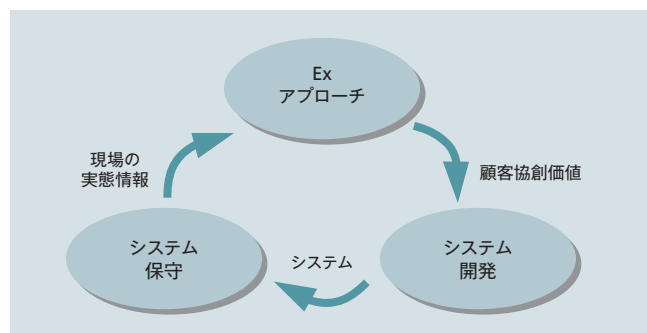 Ex
アプローチ
現場の
実態情報
顧客協創価値
システム
保守
システム
システム
開発